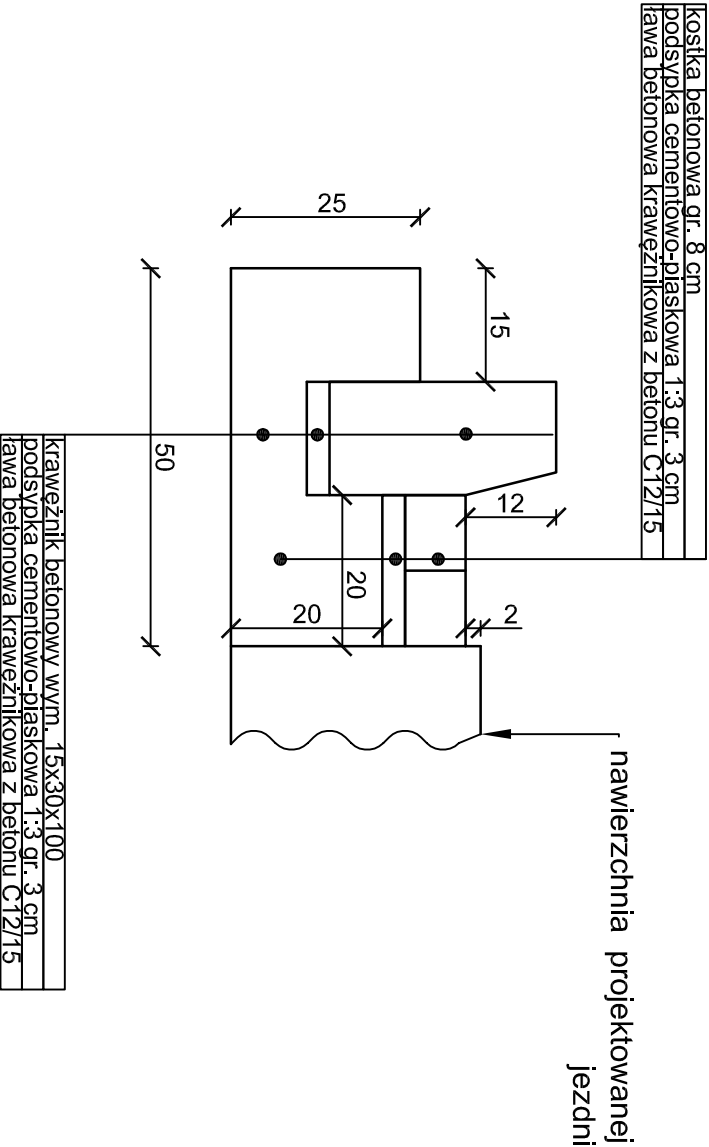 kostka betonowa gr. 8 cm
podsypka cementowo-piaskowa 1:3 gr. 3 cm
ława betonowa krawężnikowa z betonu C12/15
nawierzchnia projektowanej
jezdni
15
12
2
25
20
20
50
krawężnik betonowy wym. 15x30x100
podsypka cementowo-piaskowa 1:3 gr. 3 cm
ława betonowa krawężnikowa z betonu C12/15